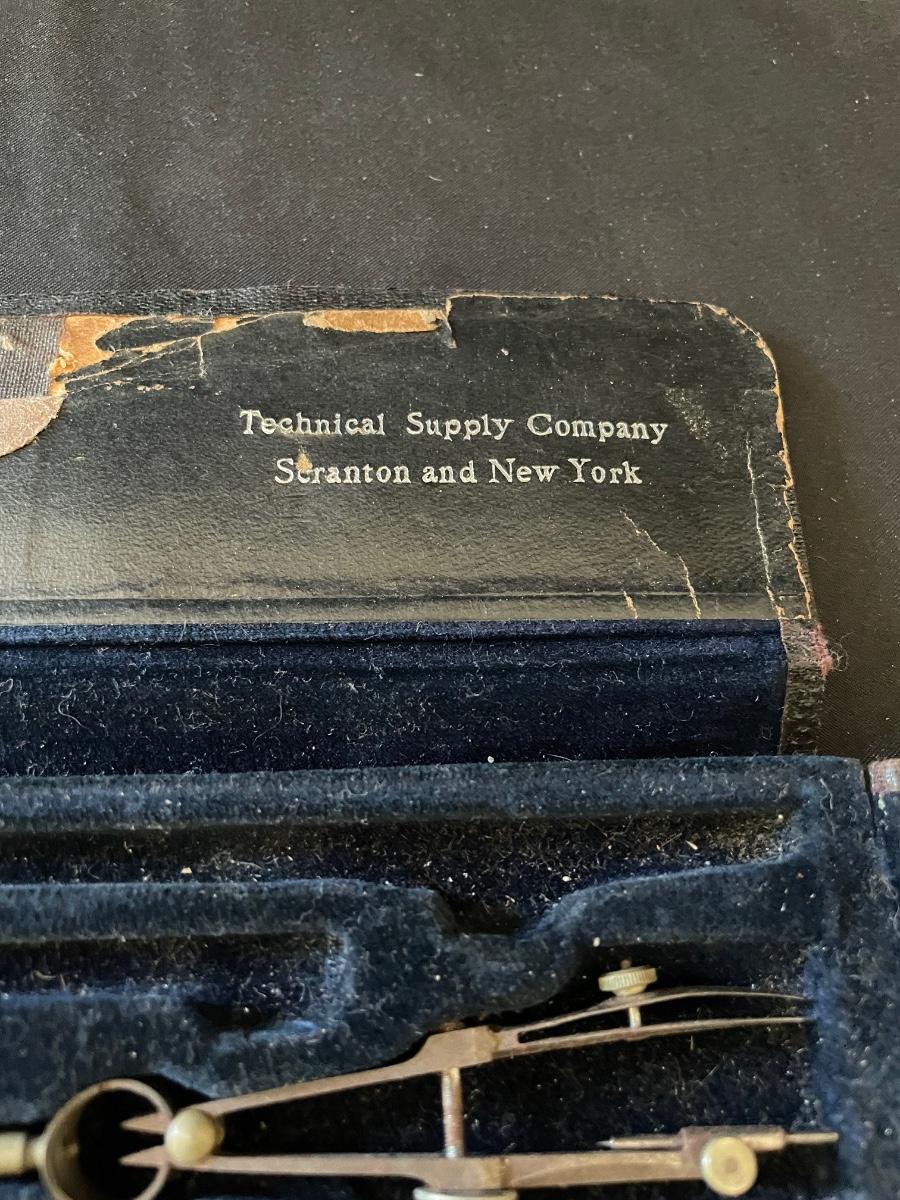 Technical Supply Company
Scranton and New York